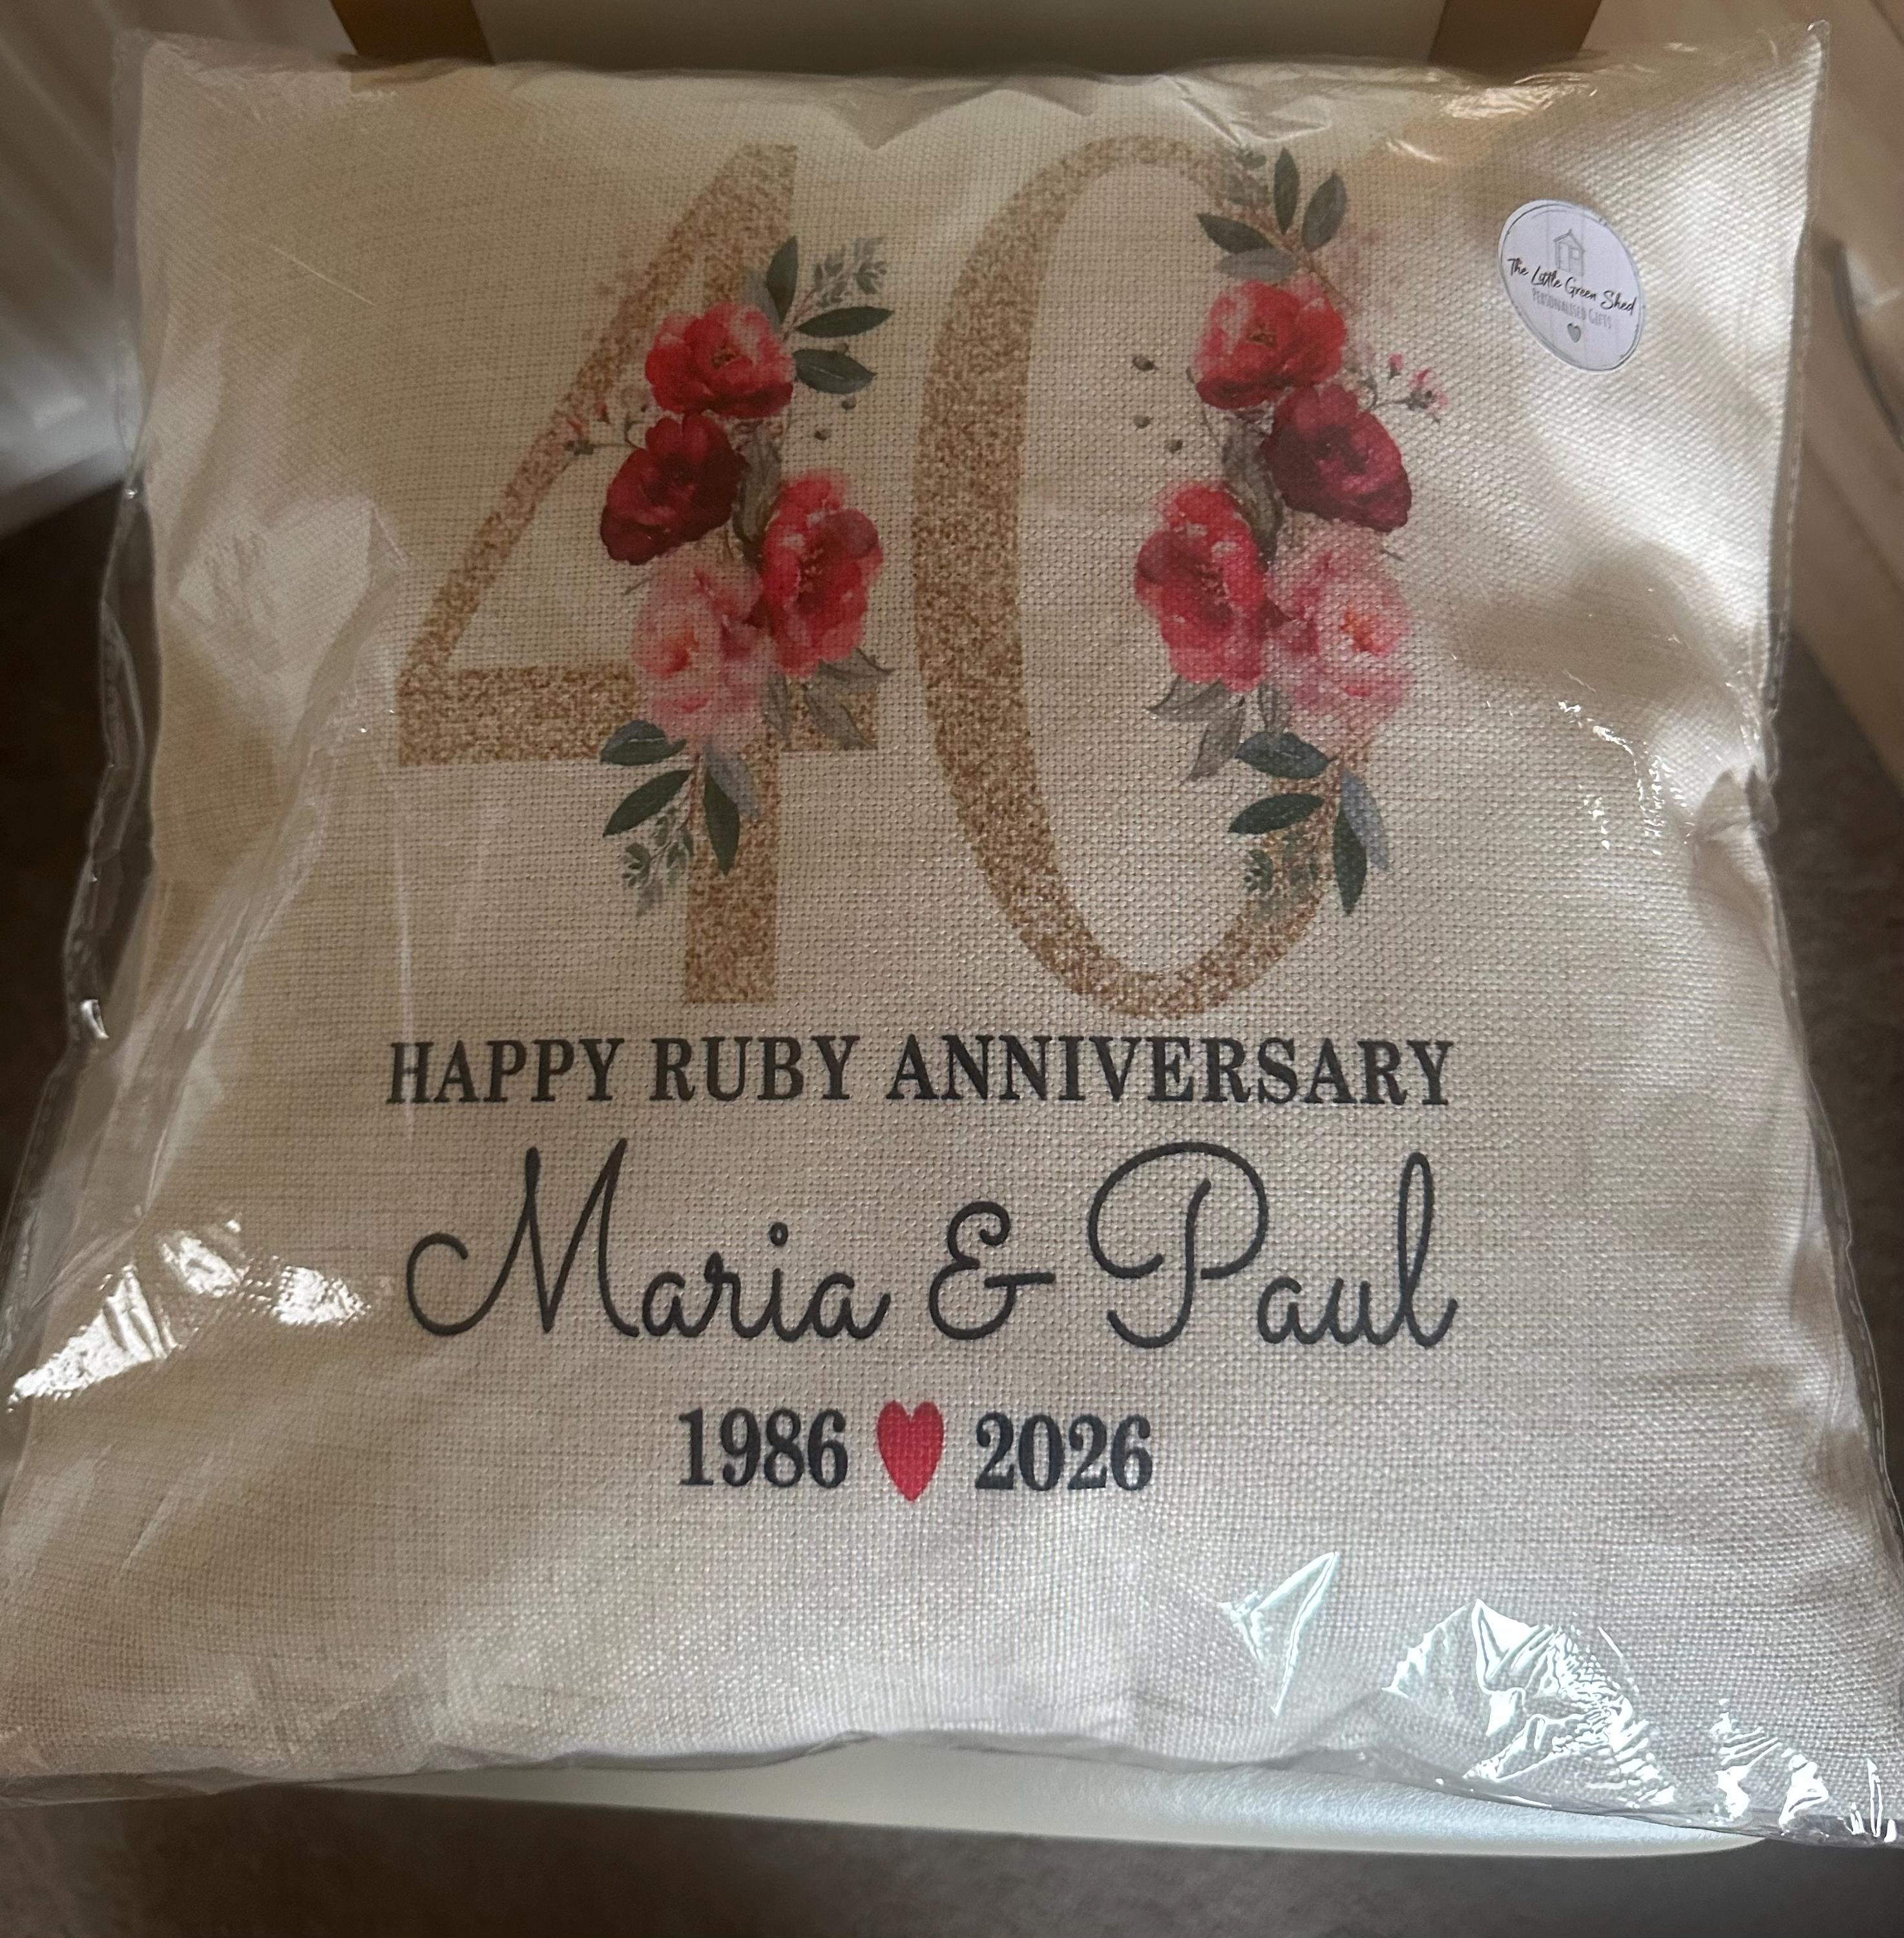 40
The Little Green Shed
PERSONALISED GIFTS
HAPPY RUBY ANNIVERSARY
Maria & Paul
1986 ♥ 2026